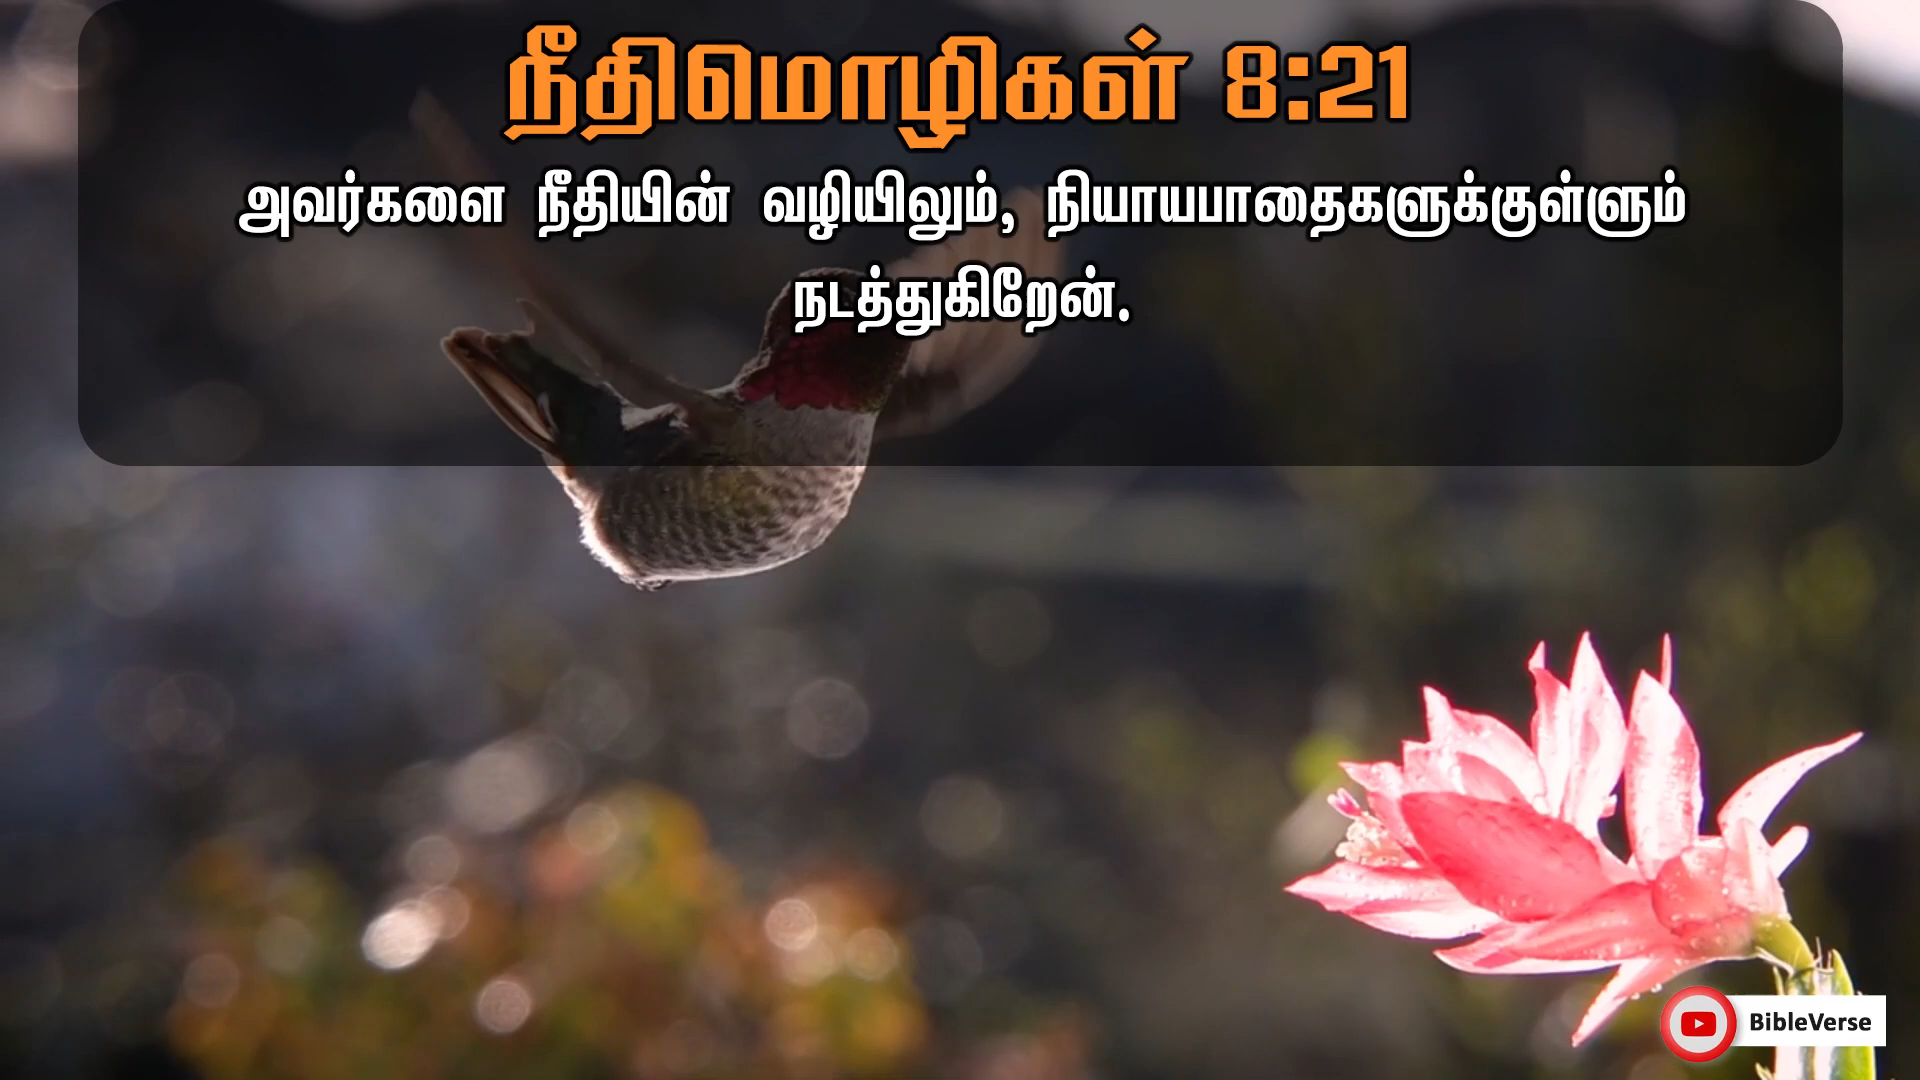 நீதிமொழிகள் 8:21
அவர்களை நீதியின் வழியிலும், நியாயபாதைகளுக்குள்ளும்
நடத்துகிறேன்.
BibleVerse